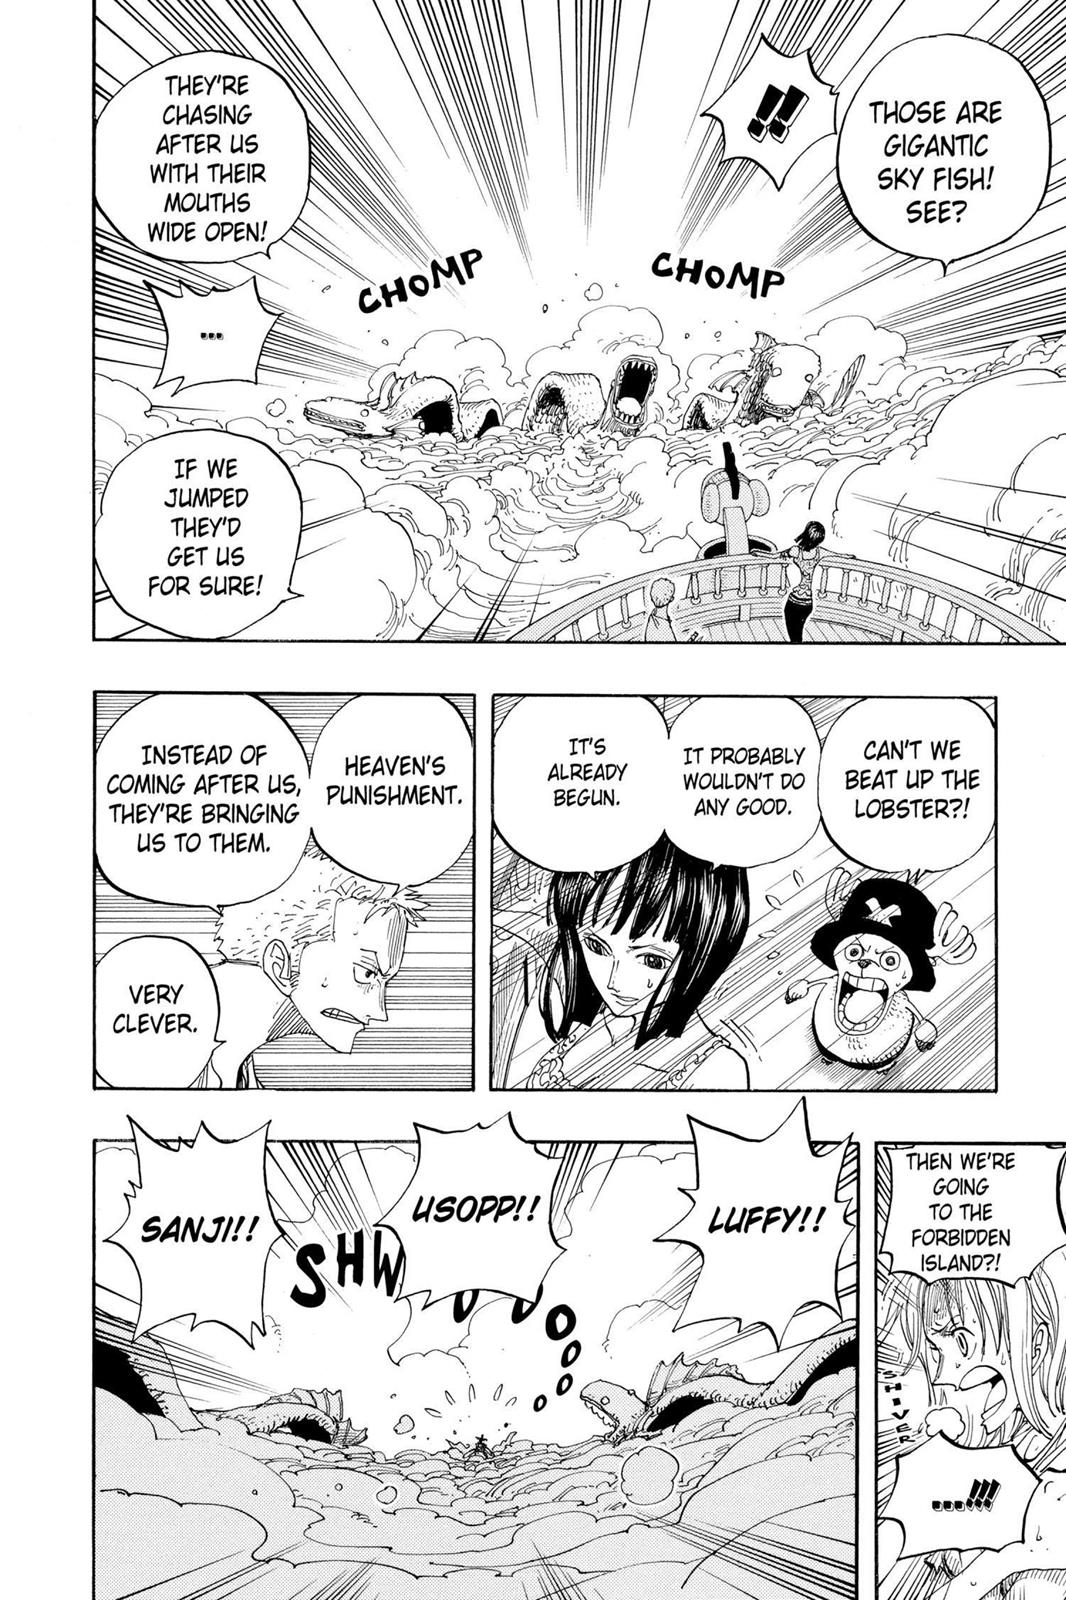 THOSE ARE
GIGANTIC
SKY FISH!
SEE?
!!
CHOMP
CHOMP
THEY'RE
CHASING
AFTER US
WITH THEIR
MOUTHS
WIDE OPEN!
...
IF WE
JUMPED
THEY'D
GET US
FOR SURE!
CAN'T WE
BEAT UP THE
LOBSTER?!
IT PROBABLY
WOULDN'T DO
ANY GOOD.
IT'S
ALREADY
BEGUN.
HEAVEN'S
PUNISHMENT.
INSTEAD OF
COMING AFTER US,
THEY'RE BRINGING
US TO THEM.
VERY
CLEVER.
THEN WE'RE
GOING
TO THE
FORBIDDEN
ISLAND?!
SHIVER
....!!!
LUFFY!!
USOPP!!
SANJI!!